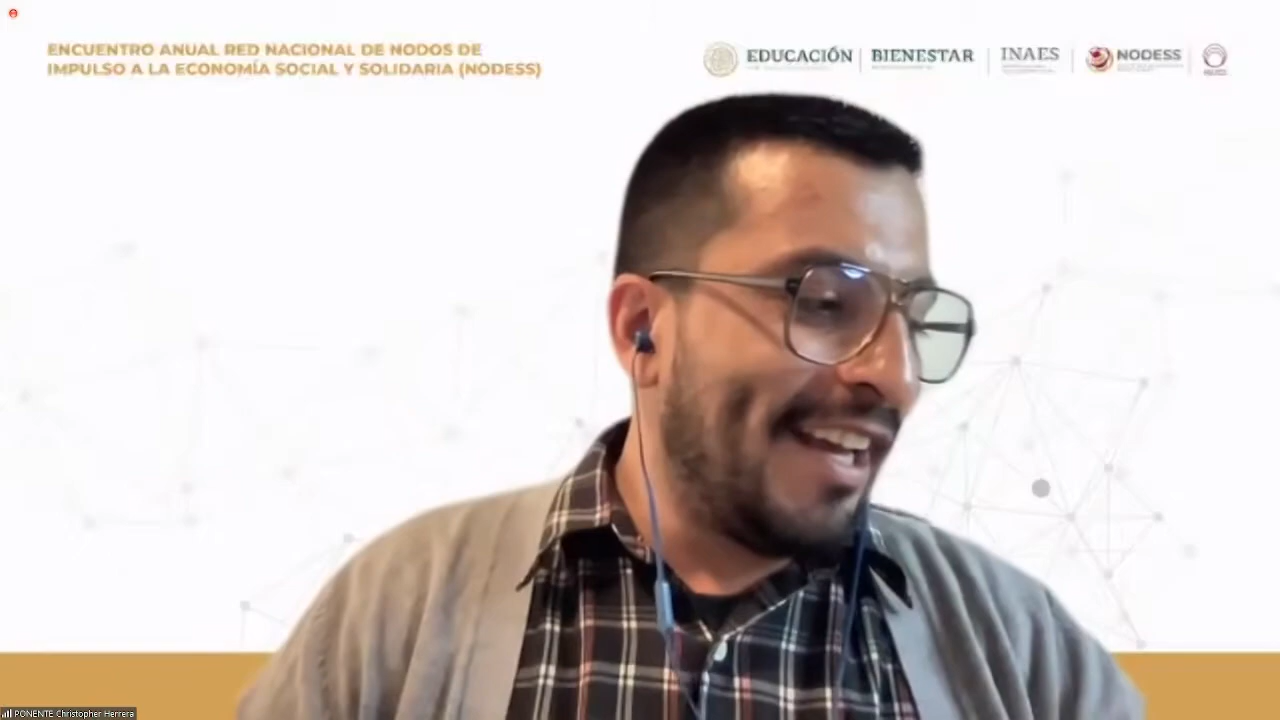 ENCUENTRO ANUAL RED NACIONAL DE NODOS DE
IMPULSO A LA ECONOMÍA SOCIAL Y SOLIDARIA (NODESS)
EDUCACIÓN
BIENESTAR
INAES
NODESS
PONENTE Christopher Herrera